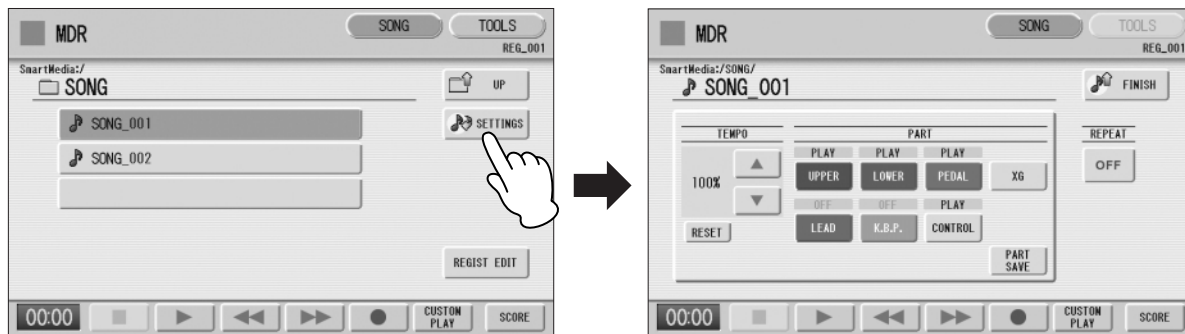 MDR
SONG
TOOLS
REG_001
SmartMedia:/
SONG
UP
SONG_001
SETTINGS
SONG_002
REGIST EDIT
00:00
CUSTOM
PLAY
SCORE
MDR
SONG
TOOLS
REG_001
SmartMedia:/SONG/
SONG_001
FINISH
TEMPO
PART
REPEAT
PLAY PLAY PLAY
100%
UPPER LOWER PEDAL XG
OFF
OFF OFF PLAY
RESET
LEAD K.B.P. CONTROL
PART
SAVE
00:00
CUSTOM
PLAY
SCORE